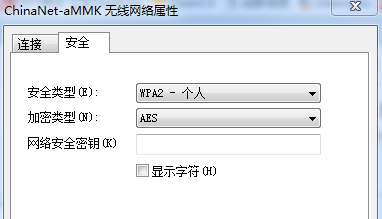 ChinaNet-aMMK 无线网络属性
连接 安全
安全类型(E): WPA2 - 个人
加密类型(N): AES
网络安全密钥(K)
显示字符(H)